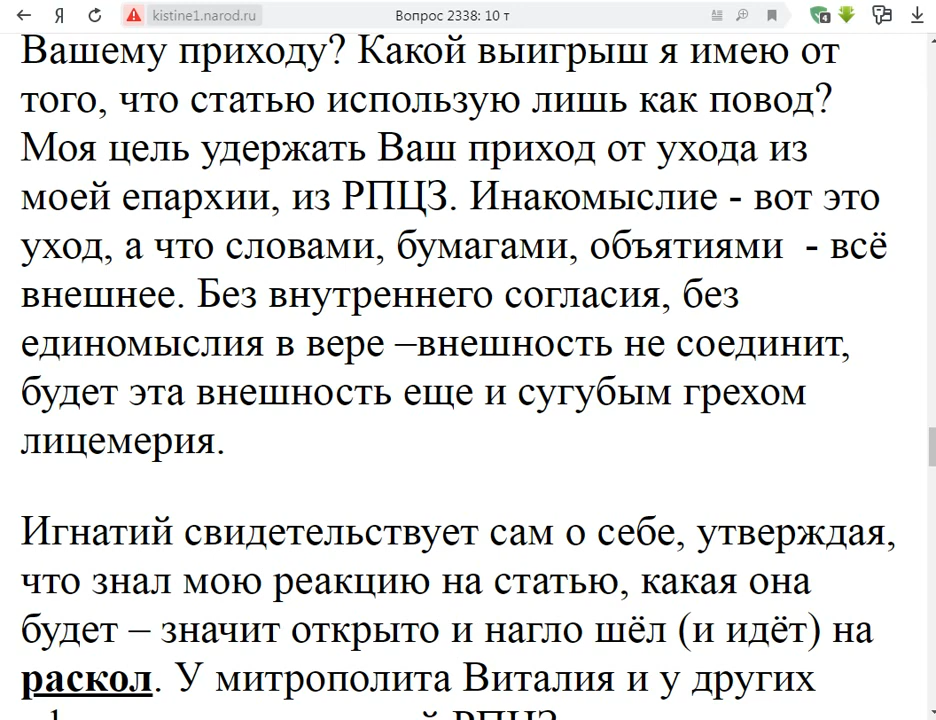 Я
kistine1.narod.ru
Вопрос 2338: 10 т
4
Вашему приходу? Какой выигрыш я имею от
того, что статью использую лишь как повод?
Моя цель удержать Ваш приход от ухода из
моей епархии, из РПЦЗ. Инакомыслие - вот это
уход, а что словами, бумагами, объятиями  - всё
внешнее. Без внутреннего согласия, без
единомыслия в вере –внешность не соединит,
будет эта внешность еще и сугубым грехом
лицемерия.
Игнатий свидетельствует сам о себе, утверждая,
что знал мою реакцию на статью, какая она
будет – значит открыто и нагло шёл (и идёт) на
раскол. У митрополита Виталия и у других